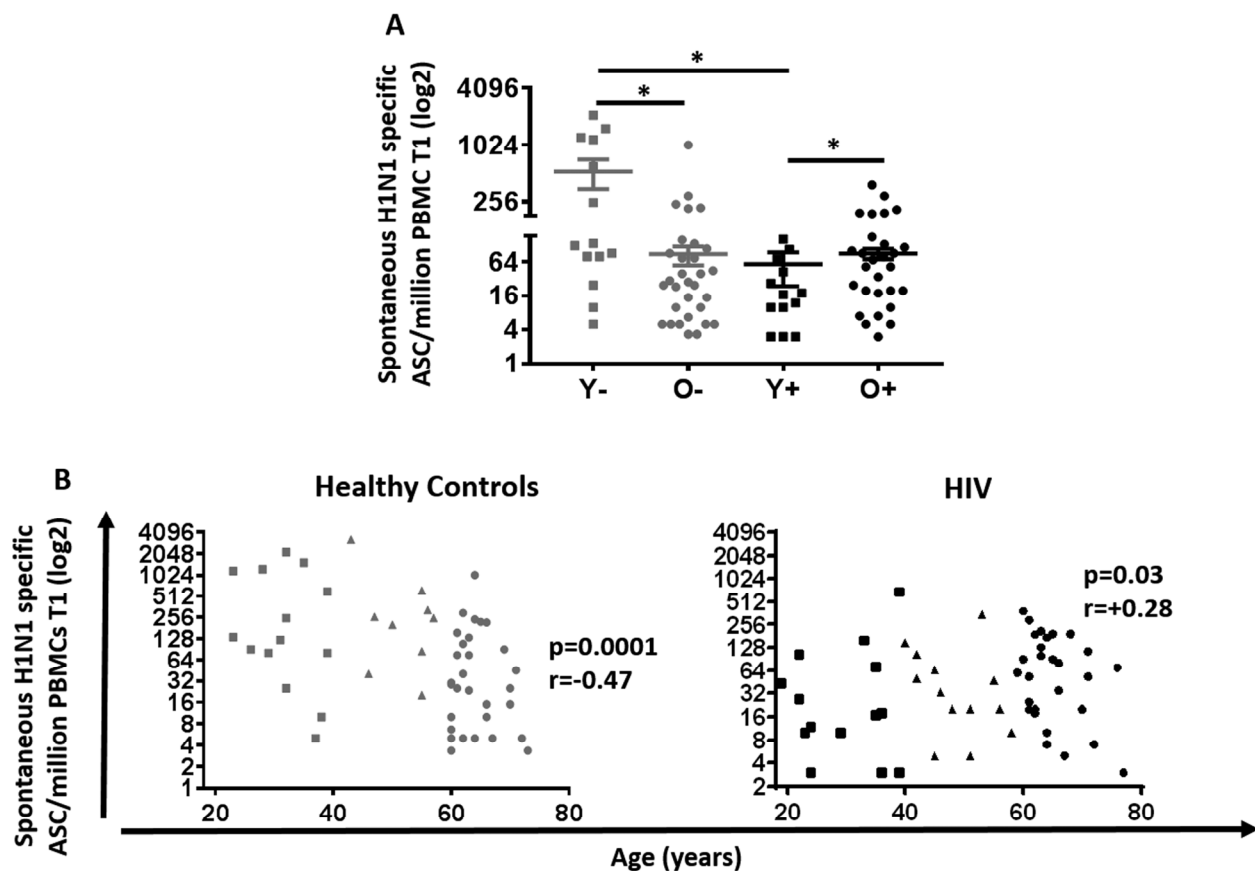 A
Spontaneous H1N1 specific
ASC/million PBMC T1 (log2)
4096
1024
256
64
16
4
1
*
*
*
Y- O- Y+ O+
B
Healthy Controls
HIV
Spontaneous H1N1 specific
ASC/million PBMCs T1 (log2)
4096
2048
1024
512
256
128
64
32
16
8
4
2
1
20 40 60 80
p=0.0001
r=-0.47
4096
2048
1024
512
256
128
64
32
16
8
4
2
20 40 60 80
p=0.03
r=+0.28
Age (years)